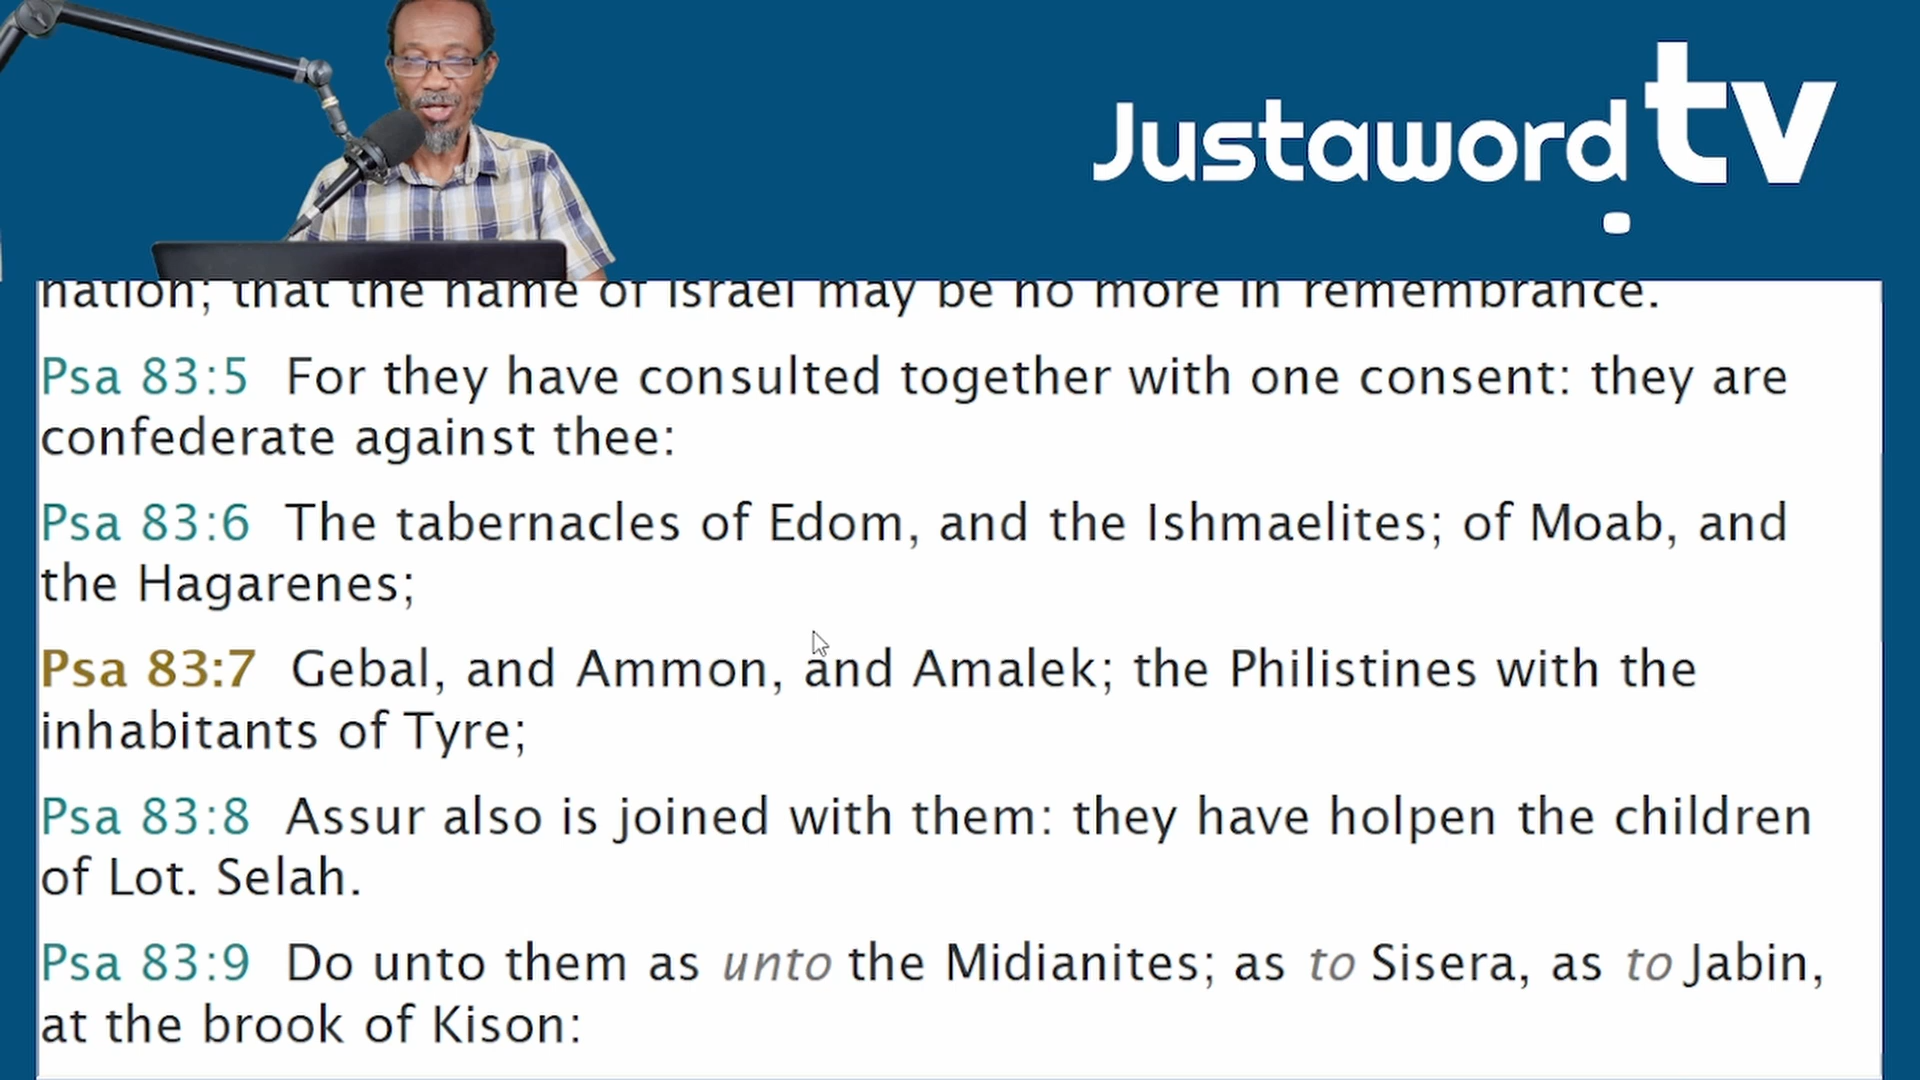 Justaword tv
nation; that the name of Israel may be no more in remembrance.
Psa 83:5 For they have consulted together with one consent: they are
confederate against thee:
Psa 83:6 The tabernacles of Edom, and the Ishmaelites; of Moab, and
the Hagarenes;
Psa 83:7 Gebal, and Ammon, and Amalek; the Philistines with the
inhabitants of Tyre;
Psa 83:8 Assur also is joined with them: they have holpen the children
of Lot. Selah.
Psa 83:9 Do unto them as unto the Midianites; as to Sisera, as to Jabin,
at the brook of Kison: